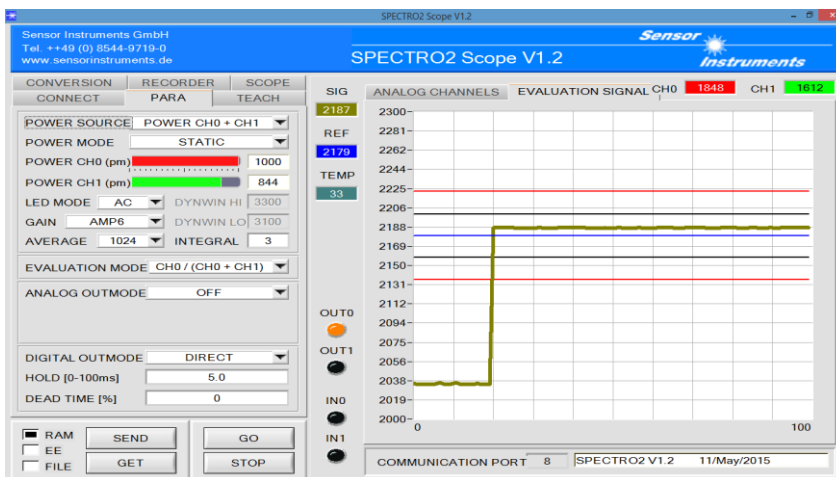 SPECTRO2 Scope V1.2
Sensor Instruments GmbH
Tel. ++49 (0) 8544-9719-0
www.sensorinstruments.de
SPECTRO2 Scope V1.2
Sensor
Instruments
CONVERSION RECORDER SCOPE
CONNECT PARA TEACH
POWER SOURCE POWER CH0 + CH1
POWER MODE STATIC
POWER CH0 (pm) 1000
POWER CH1 (pm) 844
LED MODE AC DYNWIN HI 3300
GAIN AMP6 DYNWIN LO 3100
AVERAGE 1024 INTEGRAL 3
EVALUATION MODE CH0 / (CH0 + CH1)
ANALOG OUTMODE OFF
DIGITAL OUTMODE DIRECT
HOLD [0-100ms] 5.0
DEAD TIME [%] 0
RAM
EE
FILE
SEND GO
GET STOP
SIG
2187
REF
2179
TEMP
33
OUT0
OUT1
IN0
IN1
ANALOG CHANNELS EVALUATION SIGNAL CH0 1848 CH1 1612
2300-
2281-
2262-
2244-
2225-
2206-
2188-
2169-
2150-
2131-
2112-
2094-
2075-
2056-
2038-
2019-
2000-
0 100
COMMUNICATION PORT 8 SPECTRO2 V1.2 11/May/2015